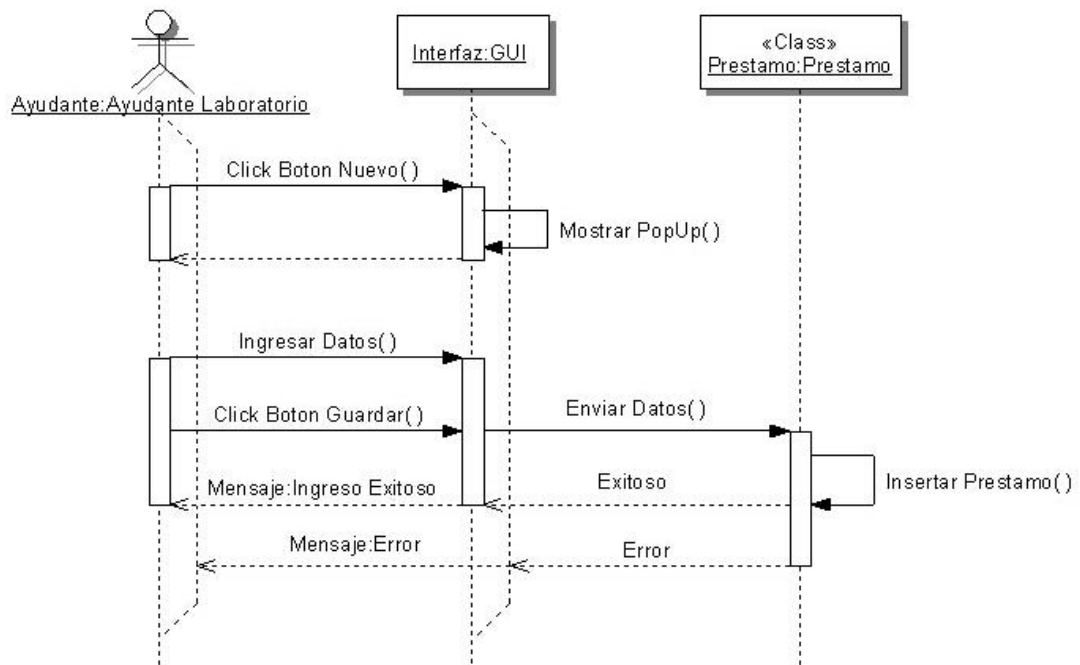 Ayudante:Ayudante Laboratorio
Interfaz:GUI
«Class»
Prestamo:Prestamo
Click Boton Nuevo()
Mostrar PopUp()
Ingresar Datos()
Click Boton Guardar()
Enviar Datos()
Mensaje:Ingreso Exitoso
Exitoso
Insertar Prestamo()
Mensaje:Error
Error